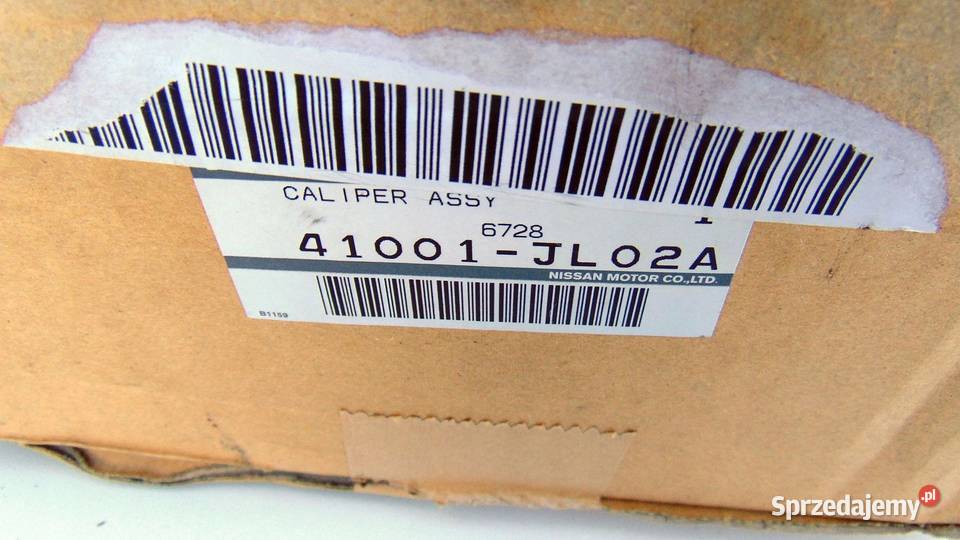 CALIPER ASSY
1
6728
41001-JL02A
NISSAN MOTOR CO.,LTD.
B1159
Sprzedajemy.pl